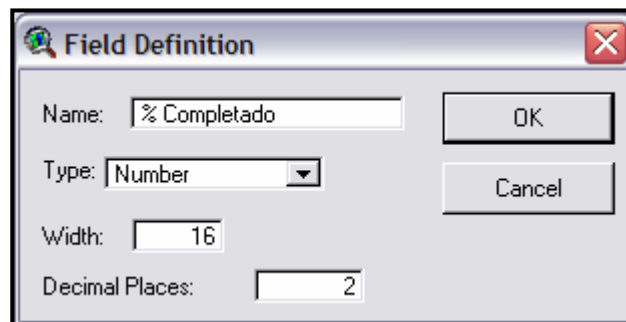 Field Definition
Name: % Completado
OK
Type: Number
Cancel
Width: 16
Decimal Places: 2